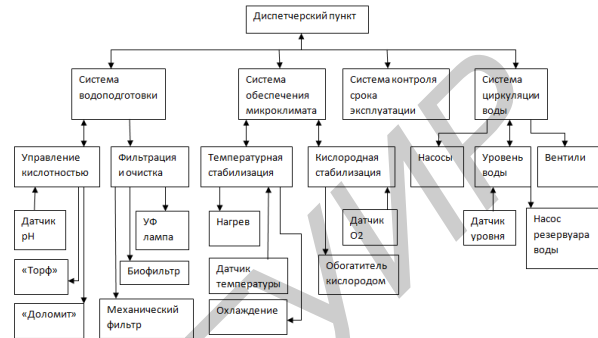 Диспетчерский пункт
Система
водоподготовки
Система
обеспечения
микроклимата
Система контроля
срока
эксплуатации
Система
циркуляции
воды
Управление
кислотностью
Фильтрация
и очистка
Температурная
стабилизация
Кислородная
стабилизация
Насосы
Уровень
воды
Вентили
Датчик
pH
УФ
лампа
Нагрев
Датчик
O2
Датчик
уровня
Насос
резервуара
воды
«Торф»
Биофильтр
Датчик
температуры
Обогатитель
кислородом
«Доломит»
Механический
фильтр
Охлаждение
УИР